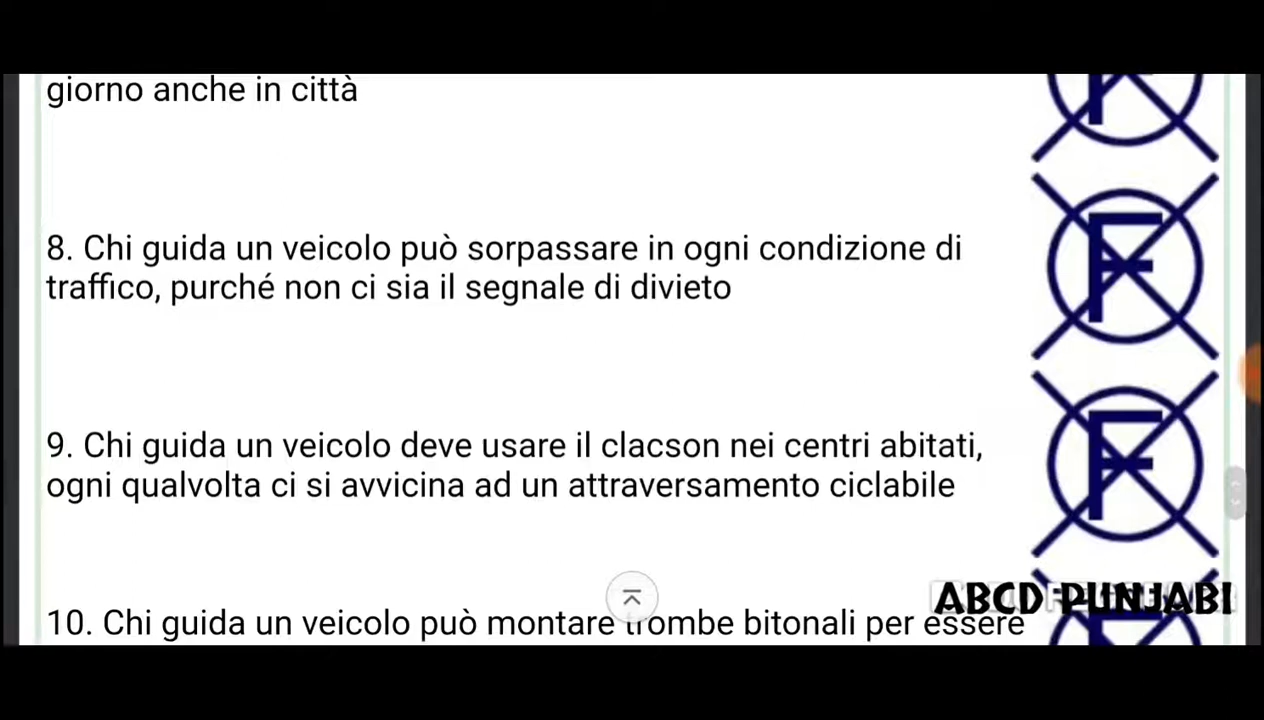 giorno anche in città
F
8. Chi guida un veicolo può sorpassare in ogni condizione di
traffico, purché non ci sia il segnale di divieto
F
9. Chi guida un veicolo deve usare il clacson nei centri abitati,
ogni qualvolta ci si avvicina ad un attraversamento ciclabile
F
10. Chi guida un veicolo può montare trombe bitonali per essere
F
ABCD PUNJABI